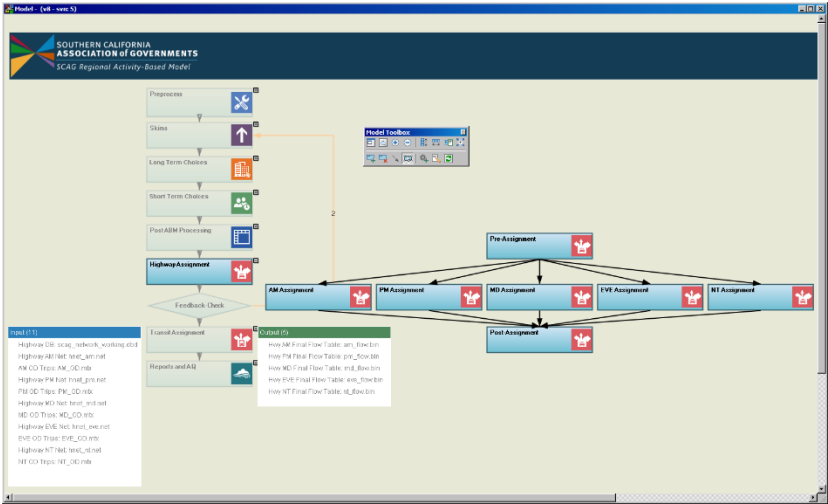 Model - (v8 - svnc 5)
SOUTHERN CALIFORNIA
ASSOCIATION of GOVERNMENTS
SCAG Regional Activity-Based Model
Preprocess
Skims
Long Term Choices
Short Term Choices
Post ABM Processing
Highway Assignment
Feedback Check
Transit Assignment
Reports and AQ
2
Model Toolbox
Pre-Assignment
AM Assignment
PM Assignment
MD Assignment
EVE Assignment
NT Assignment
Post-Assignment
Input (11)
Highway DB: scag_network_working.dbd
Highway AM Net: hnet_am.net
AM OD Trips: AM_OD.mtx
Highway PM Net: hnet_pm.net
PM OD Trips: PM_OD.mtx
Highway MD Net: hnet_md.net
MD OD Trips: MD_OD.mtx
Highway EVE Net: hnet_eve.net
EVE OD Trips: EVE_OD.mtx
Highway NT Net: hnet_nt.net
NT OD Trips: NT_OD.mtx
Output (5)
Hwy AM Final Flow Table: am_flow.bin
Hwy PM Final Flow Table: pm_flow.bin
Hwy MD Final Flow Table: md_flow.bin
Hwy EVE Final Flow Table: eve_flow.bin
Hwy NT Final Flow Table: nt_flow.bin